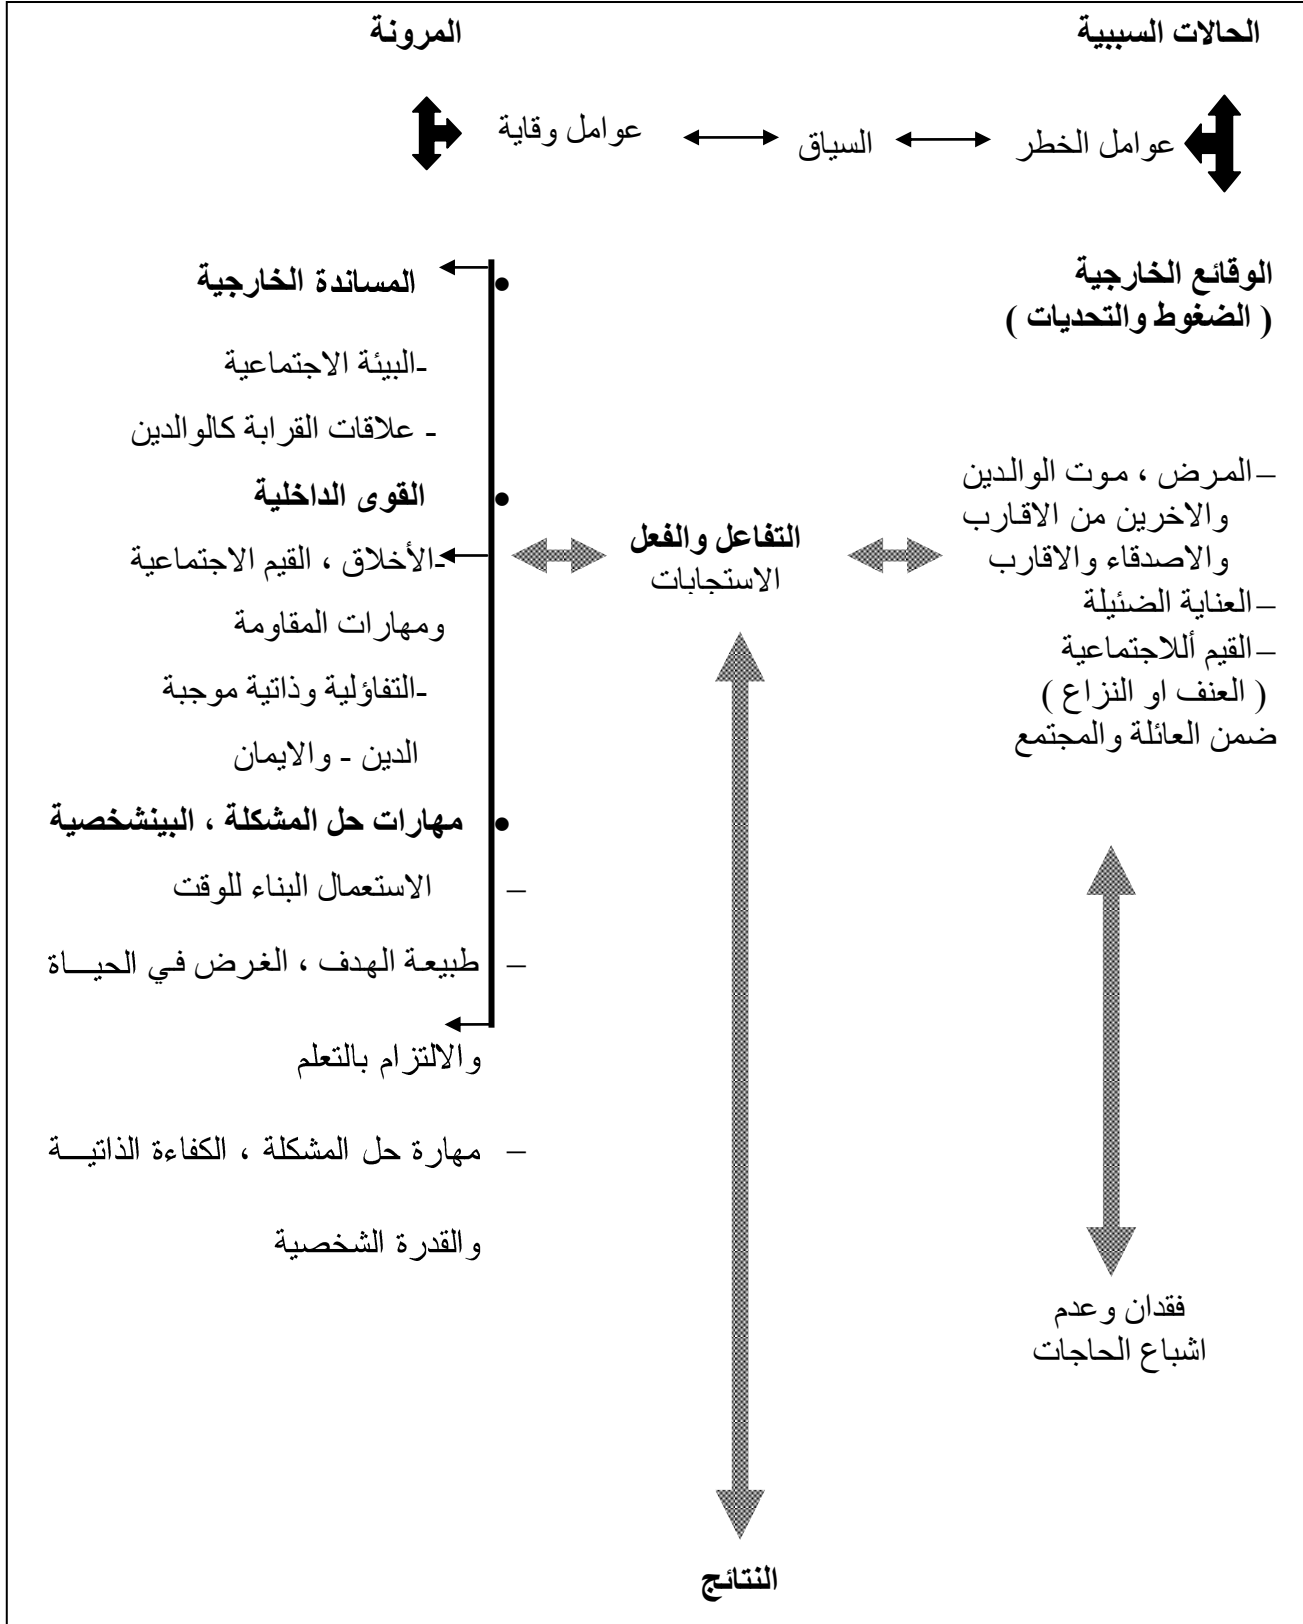 الحالات السببية
المرونة
عوامل الخطر
السياق
عوامل وقاية
الوقائع الخارجية
( الضغوط والتحديات )
– المرض ، موت الوالدين
والاخرين من الاقارب
والاصدقاء والاقارب
– العناية الضئيلة
– القيم أللاجتماعية
( العنف او النزاع )
ضمن العائلة والمجتمع
فقدان وعدم
اشباع الحاجات
التفاعل والفعل
الاستجابات
النتائج
• المساندة الخارجية
-البيئة الاجتماعية
- علاقات القرابة كالوالدين
• القوى الداخلية
-الأخلاق ، القيم الاجتماعية
ومهارات المقاومة
-التفاؤلية وذاتية موجبة
الدين - والايمان
• مهارات حل المشكلة ، البينشخصية
– الاستعمال البناء للوقت
– طبيعة الهدف ، الغرض في الحيـــاة
والالتزام بالتعلم
– مهارة حل المشكلة ، الكفاءة الذاتيـــة
والقدرة الشخصية